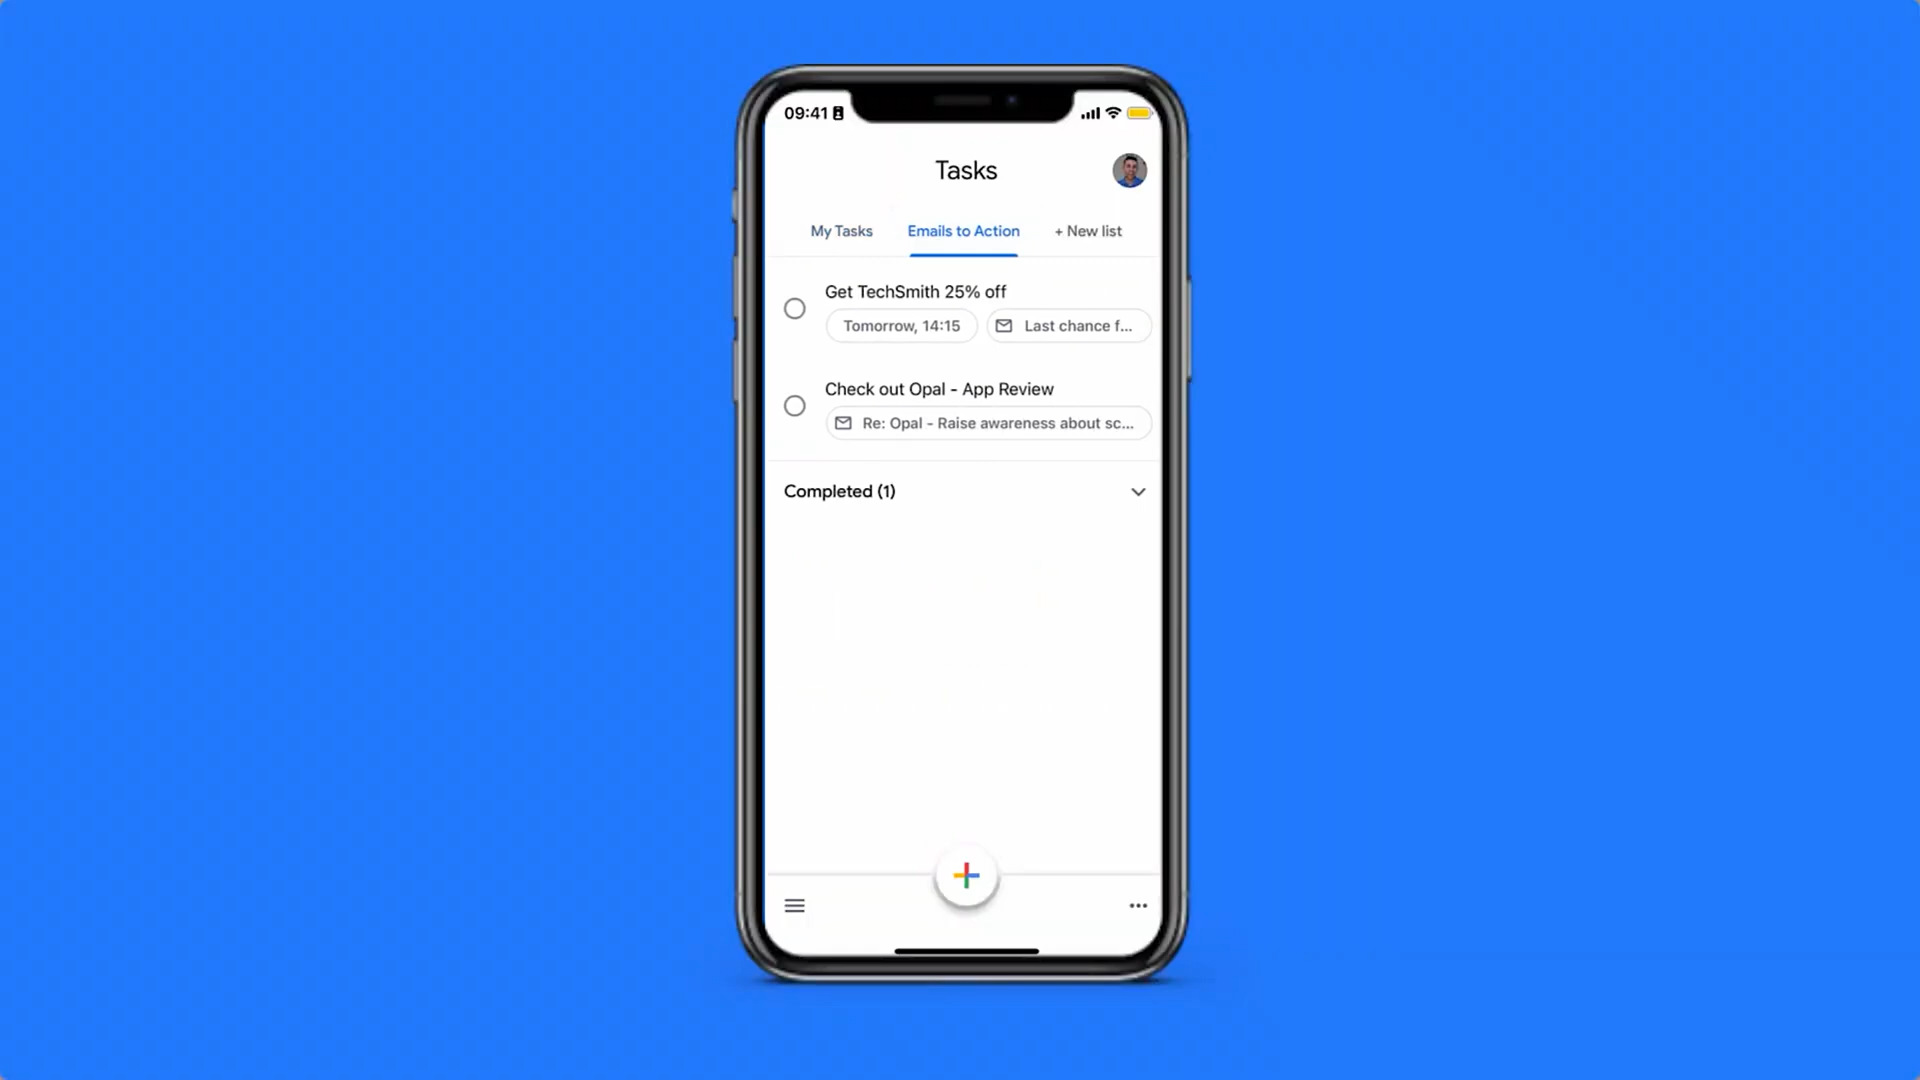 09:41
Tasks
My Tasks Emails to Action + New list
Get TechSmith 25% off
Tomorrow, 14:15 Last chance f...
Check out Opal - App Review
Re: Opal - Raise awareness about sc...
Completed (1)